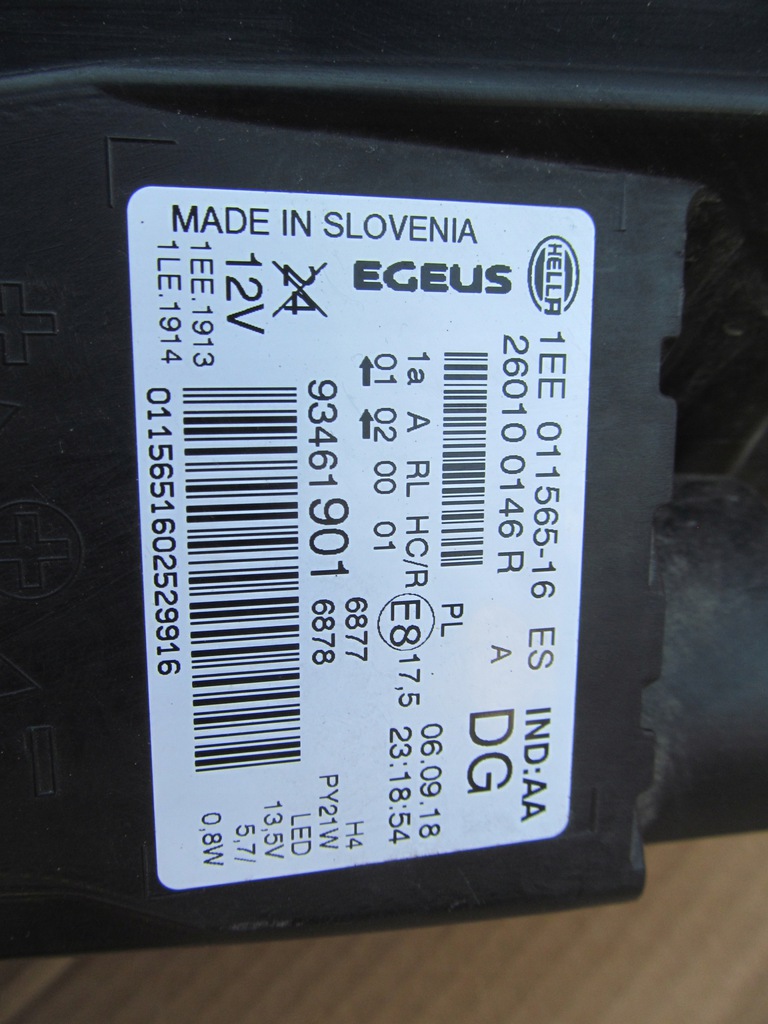 HELLA
1EE 011565-16 ES IND:AA
26010 0146 R A DG
EGEUS
PL
1a A RL HC/R E8 17,5 06.09.18
01 02 00 01 23:18:54
MADE IN SLOVENIA
24
12V
93461901 6877
6878
1EE.1913
1LE.1914
H4
PY21W
LED
13,5V
5,7/
0,8W
0115651602529916